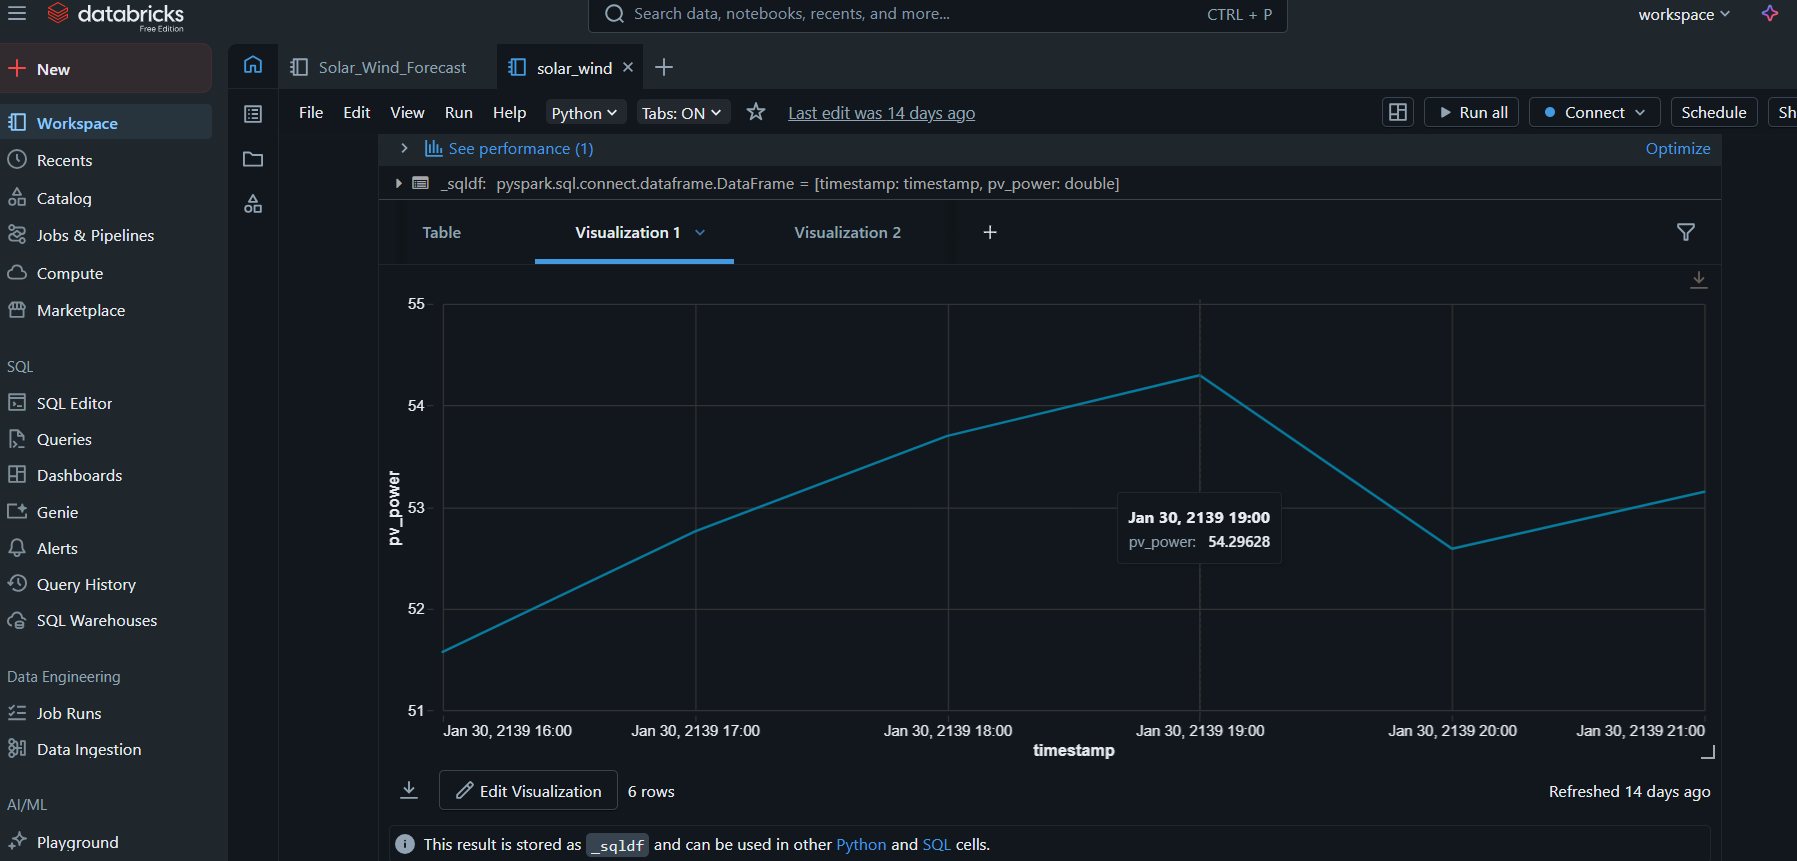 databricks
Free Edition
Search data, notebooks, recents, and more...
CTRL + P
workspace
New
Solar_Wind_Forecast
solar_wind
Workspace
File Edit View Run Help Python Tabs: ON Last edit was 14 days ago
Run all
Connect
Schedule
Sh
See performance (1)
Optimize
_sqldf: pyspark.sql.connect.dataframe.DataFrame = [timestamp: timestamp, pv_power: double]
Table
Visualization 1
Visualization 2
Recents
Catalog
Jobs & Pipelines
Compute
Marketplace
SQL
SQL Editor
Queries
Dashboards
Genie
Alerts
Query History
SQL Warehouses
Data Engineering
Job Runs
Data Ingestion
AI/ML
Playground
55
54
53
52
51
pv_power
Jan 30, 2139 19:00
pv_power: 54.29628
Jan 30, 2139 16:00
Jan 30, 2139 17:00
Jan 30, 2139 18:00
Jan 30, 2139 19:00
Jan 30, 2139 20:00
Jan 30, 2139 21:00
timestamp
Edit Visualization
6 rows
Refreshed 14 days ago
This result is stored as _sqldf and can be used in other Python and SQL cells.